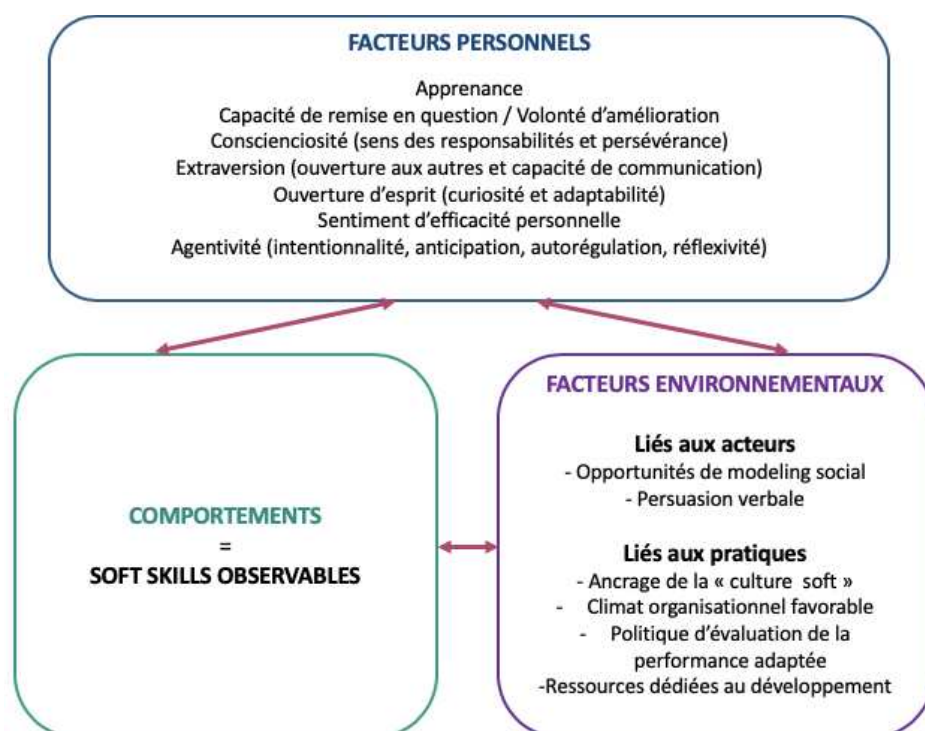 FACTEURS PERSONNELS
Apprenance
Capacité de remise en question / Volonté d'amélioration
Conscienciosité (sens des responsabilités et persévérance)
Extraversion (ouverture aux autres et capacité de communication)
Ouverture d'esprit (curiosité et adaptabilité)
Sentiment d'efficacité personnelle
Agentivité (intentionnalité, anticipation, autorégulation, réflexivité)
COMPORTEMENTS
=
SOFT SKILLS OBSERVABLES
FACTEURS ENVIRONNEMENTAUX
Liés aux acteurs
- Opportunités de modeling social
- Persuasion verbale
Liés aux pratiques
- Ancrage de la « culture soft »
- Climat organisationnel favorable
- Politique d'évaluation de la
performance adaptée
-Ressources dédiées au développement